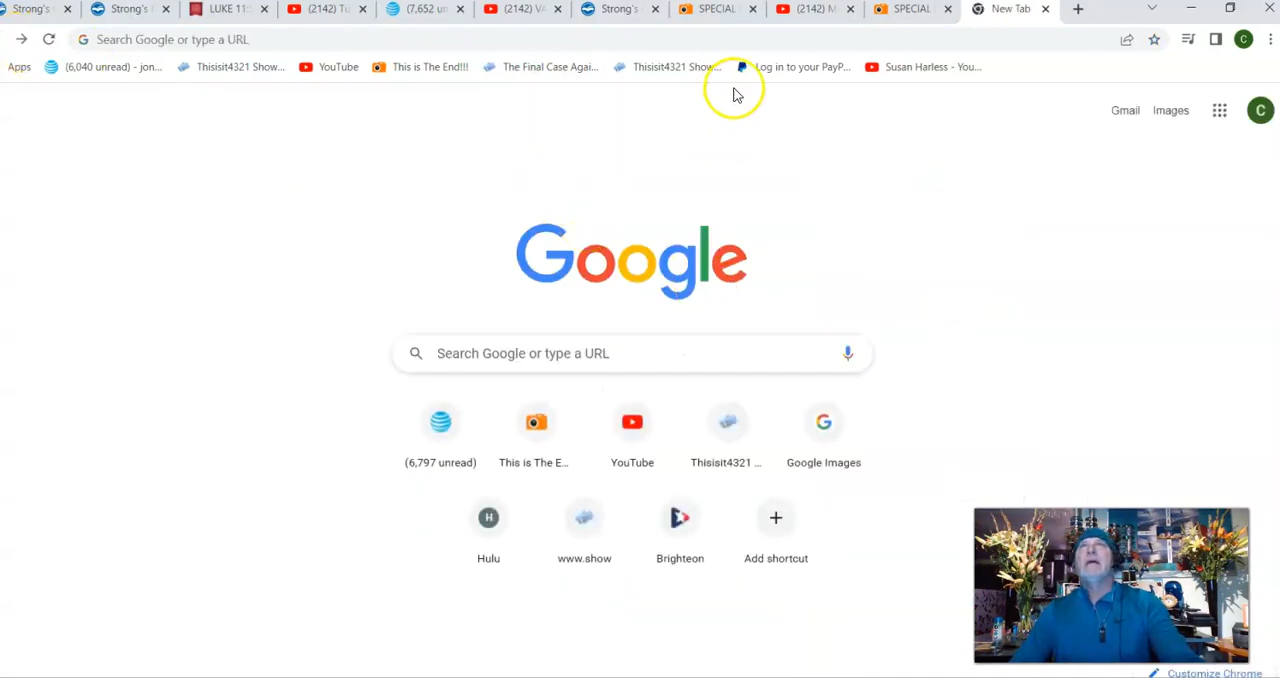 Strong's Strong's LUKE 11: (2142) Tu (7,652 un (2142) VA Strong's SPECIAL (2142) M SPECIAL New Tab
Search Google or type a URL C
Apps (6,040 unread) - jon... Thisisit4321 Show... YouTube This is The End!!! The Final Case Agai... Thisisit4321 Show... Log in to your PayP... Susan Harless - You...
Gmail Images C
Google
Search Google or type a URL
(6,797 unread) This is The E... YouTube Thisisit4321 ... Google Images
H
Hulu www.show Brighteon Add shortcut
Customize Chrome